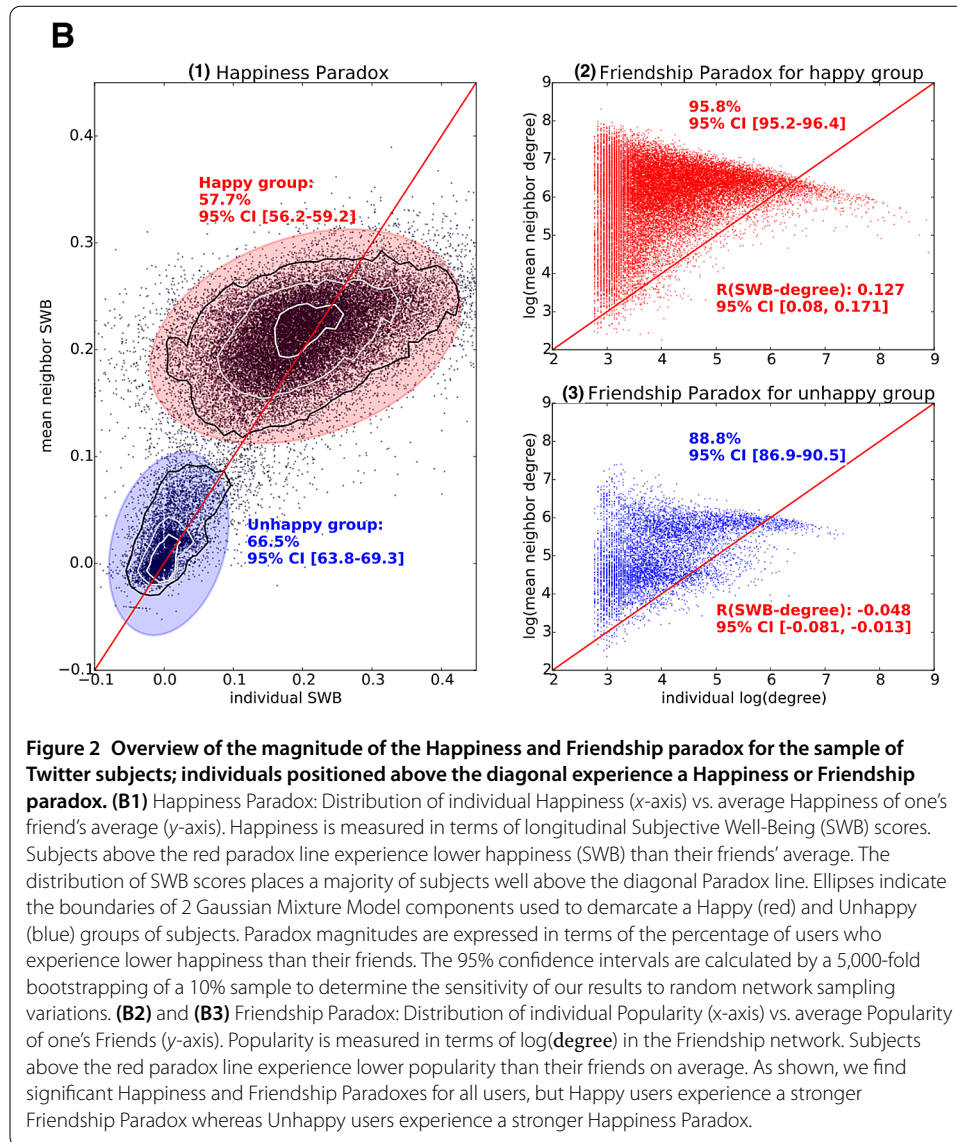 B
(1) Happiness Paradox
(2) Friendship Paradox for happy group
0.4
0.3
0.2
0.1
0.0
−0.1
mean neighbor SWB
Happy group:
57.7%
95% CI [56.2-59.2]
Unhappy group:
66.5%
95% CI [63.8-69.3]
−0.1 0.0 0.1 0.2 0.3 0.4
individual SWB
9
8
7
6
5
4
3
2
log(mean neighbor degree)
95.8%
95% CI [95.2-96.4]
R(SWB-degree): 0.127
95% CI [0.08, 0.171]
2 3 4 5 6 7 8 9
(3) Friendship Paradox for unhappy group
9
8
7
6
5
4
3
2
log(mean neighbor degree)
88.8%
95% CI [86.9-90.5]
R(SWB-degree): -0.048
95% CI [-0.081, -0.013]
2 3 4 5 6 7 8 9
individual log(degree)
Figure 2 Overview of the magnitude of the Happiness and Friendship paradox for the sample of
Twitter subjects; individuals positioned above the diagonal experience a Happiness or Friendship
paradox. (B1) Happiness Paradox: Distribution of individual Happiness (x-axis) vs. average Happiness of one's
friend's average (y-axis). Happiness is measured in terms of longitudinal Subjective Well-Being (SWB) scores.
Subjects above the red paradox line experience lower happiness (SWB) than their friends' average. The
distribution of SWB scores places a majority of subjects well above the diagonal Paradox line. Ellipses indicate
the boundaries of 2 Gaussian Mixture Model components used to demarcate a Happy (red) and Unhappy
(blue) groups of subjects. Paradox magnitudes are expressed in terms of the percentage of users who
experience lower happiness than their friends. The 95% confidence intervals are calculated by a 5,000-fold
bootstrapping of a 10% sample to determine the sensitivity of our results to random network sampling
variations. (B2) and (B3) Friendship Paradox: Distribution of individual Popularity (x-axis) vs. average Popularity
of one's Friends (y-axis). Popularity is measured in terms of log(degree) in the Friendship network. Subjects
above the red paradox line experience lower popularity than their friends on average. As shown, we find
significant Happiness and Friendship Paradoxes for all users, but Happy users experience a stronger
Friendship Paradox whereas Unhappy users experience a stronger Happiness Paradox.